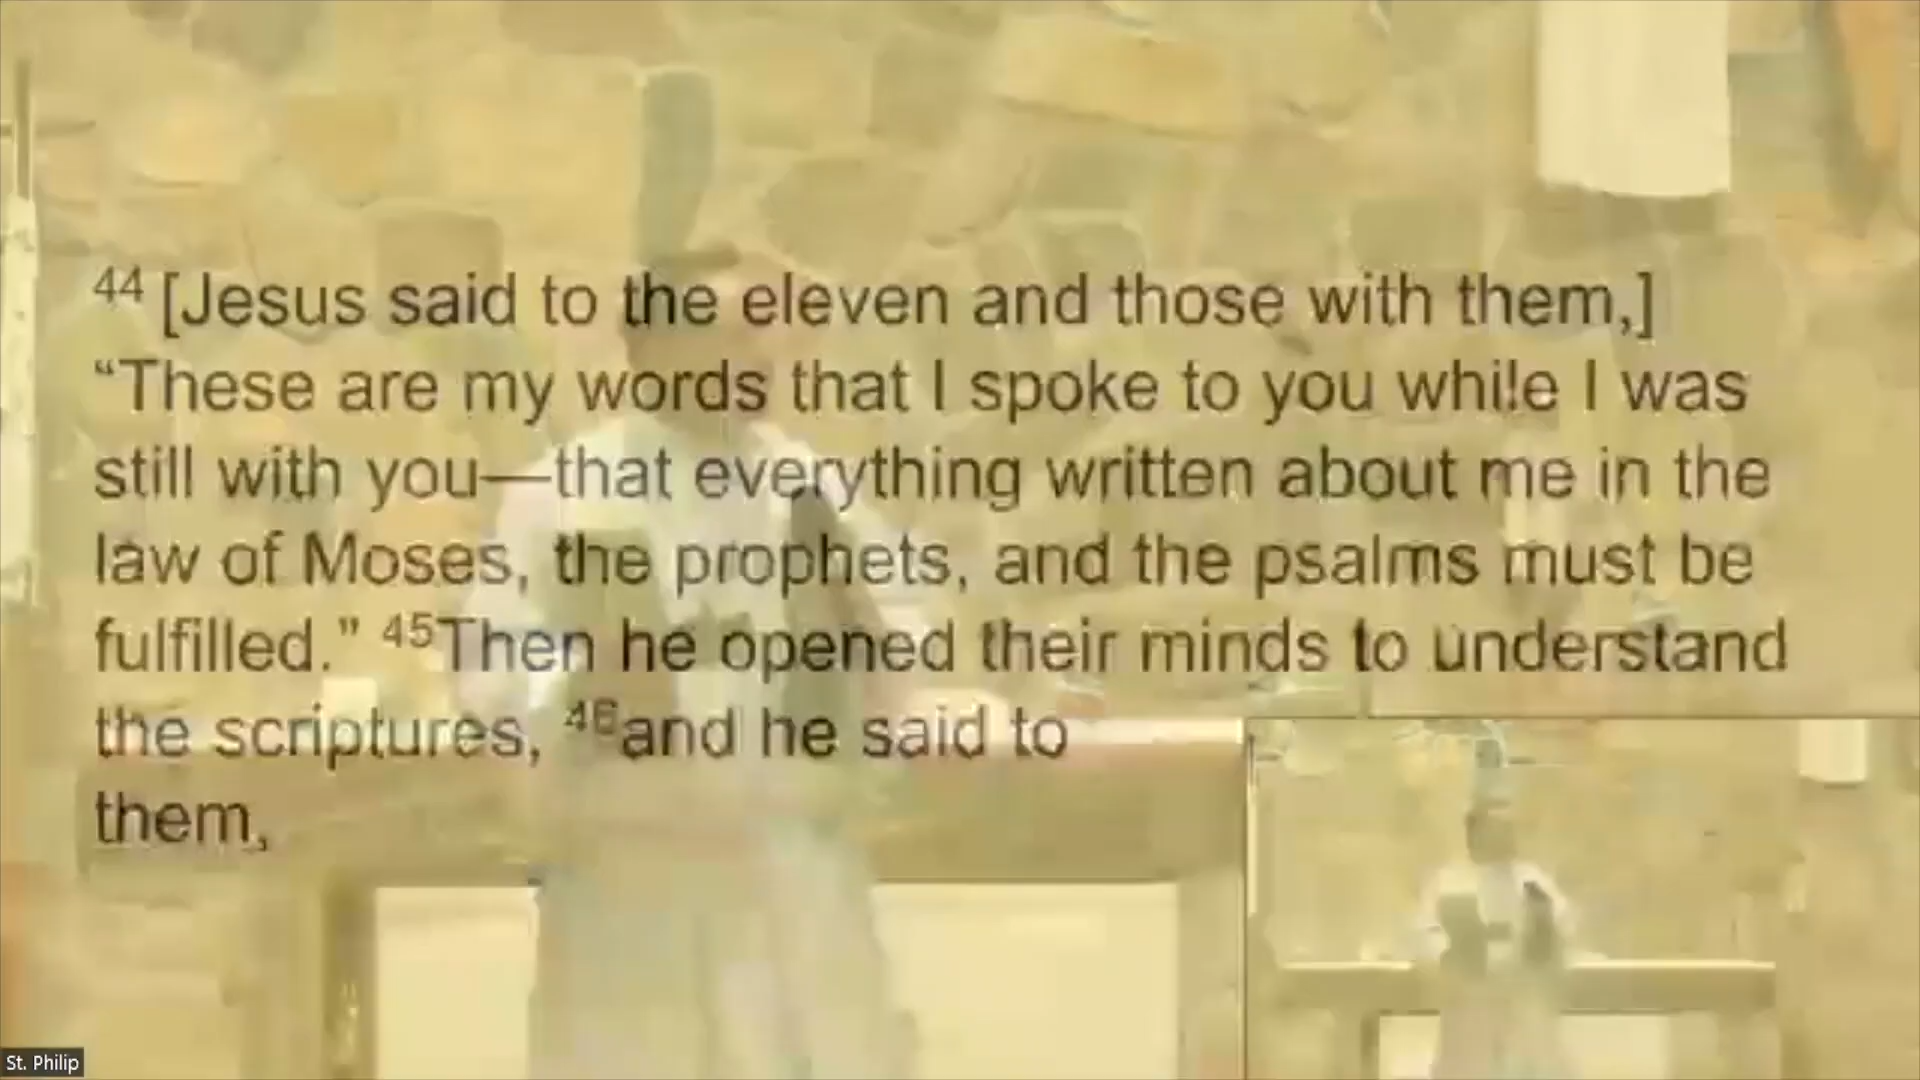 44 [Jesus said to the eleven and those with them,]
“These are my words that I spoke to you while I was
still with you—that everything written about me in the
law of Moses, the prophets, and the psalms must be
fulfilled.” 45Then he opened their minds to understand
the scriptures, 46and he said to
them,
St. Philip